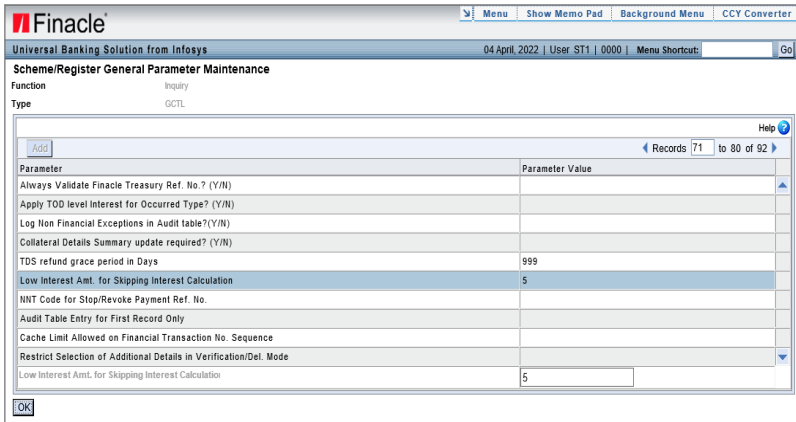 Finacle
Menu Show Memo Pad Background Menu CCY Converter
Universal Banking Solution from Infosys
04 April, 2022 | User ST1 | 0000 | Menu Shortcut: Go
Scheme/Register General Parameter Maintenance
Function Inquiry
Type GCTL
Help ?
Add Records 71 to 80 of 92
Parameter Parameter Value
Always Validate Finacle Treasury Ref. No.? (Y/N)
Apply TOD level Interest for Occurred Type? (Y/N)
Log Non Financial Exceptions in Audit table?(Y/N)
Collateral Details Summary update required? (Y/N)
TDS refund grace period in Days 999
Low Interest Amt. for Skipping Interest Calculation 5
NNT Code for Stop/Revoke Payment Ref. No.
Audit Table Entry for First Record Only
Cache Limit Allowed on Financial Transaction No. Sequence
Restrict Selection of Additional Details in Verification/Del. Mode
Low Interest Amt. for Skipping Interest Calculatio 5
OK